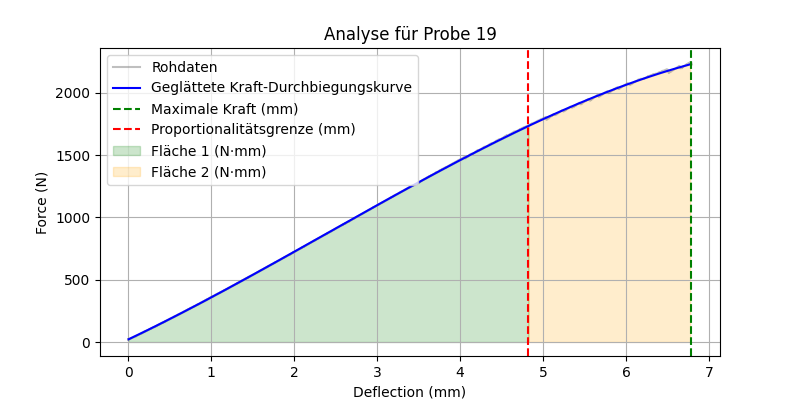 Analyse für Probe 19
Rohdaten
Geglättete Kraft-Durchbiegungskurve
Maximale Kraft (mm)
Proportionalitätsgrenze (mm)
Fläche 1 (N·mm)
Fläche 2 (N·mm)
2000
1500
1000
500
0
Force (N)
0 1 2 3 4 5 6 7
Deflection (mm)